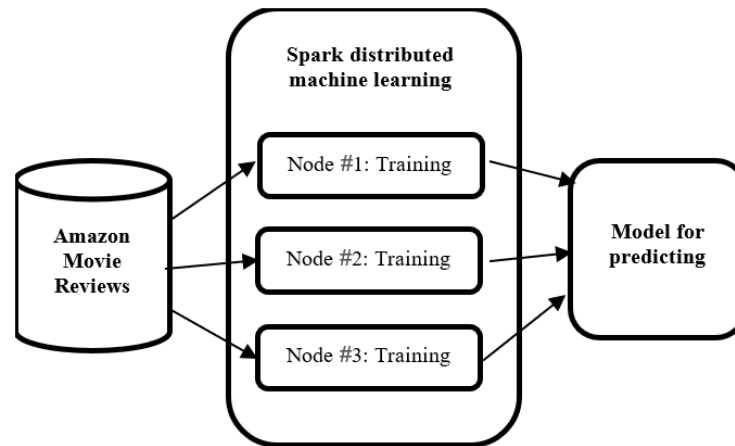 Spark distributed
machine learning
Node #1: Training
Node #2: Training
Node #3: Training
Amazon
Movie
Reviews
Model for
predicting